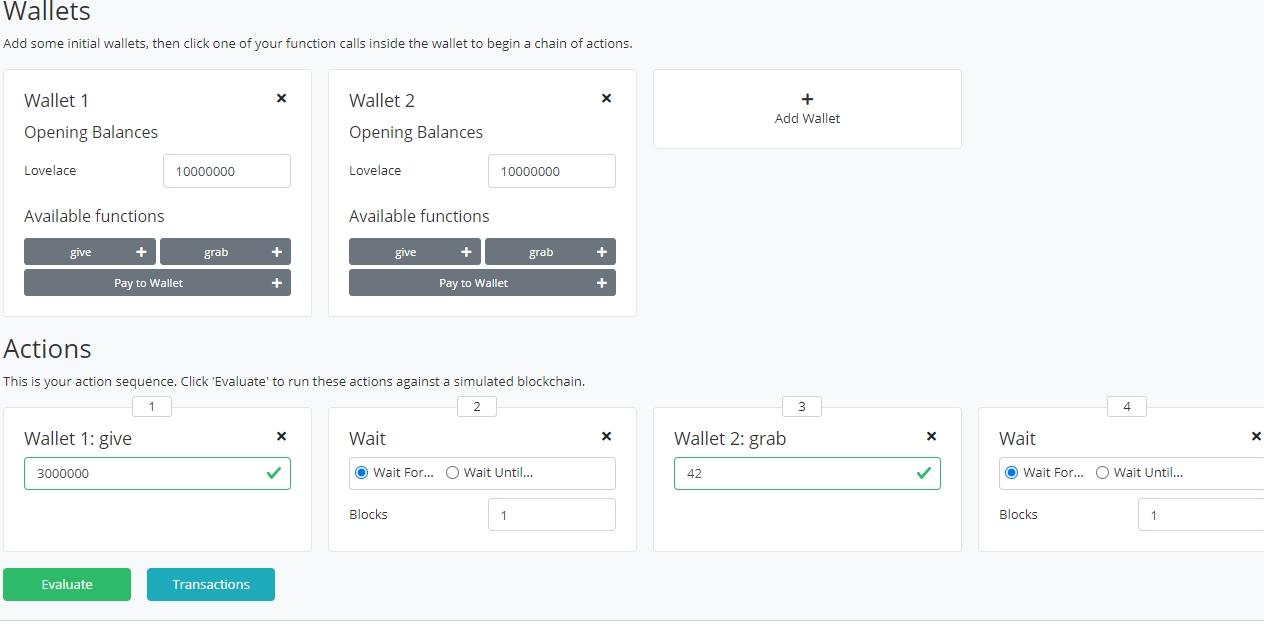 Wallets
Add some initial wallets, then click one of your function calls inside the wallet to begin a chain of actions.
Wallet 1
Opening Balances
Lovelace 10000000
Available functions
give grab
Pay to Wallet
Wallet 2
Opening Balances
Lovelace 10000000
Available functions
give grab
Pay to Wallet
Add Wallet
Actions
This is your action sequence. Click 'Evaluate' to run these actions against a simulated blockchain.
1
Wallet 1: give
3000000
2
Wait
Wait For... Wait Until...
Blocks 1
3
Wallet 2: grab
42
4
Wait
Wait For... Wait Until...
Blocks 1
Evaluate Transactions